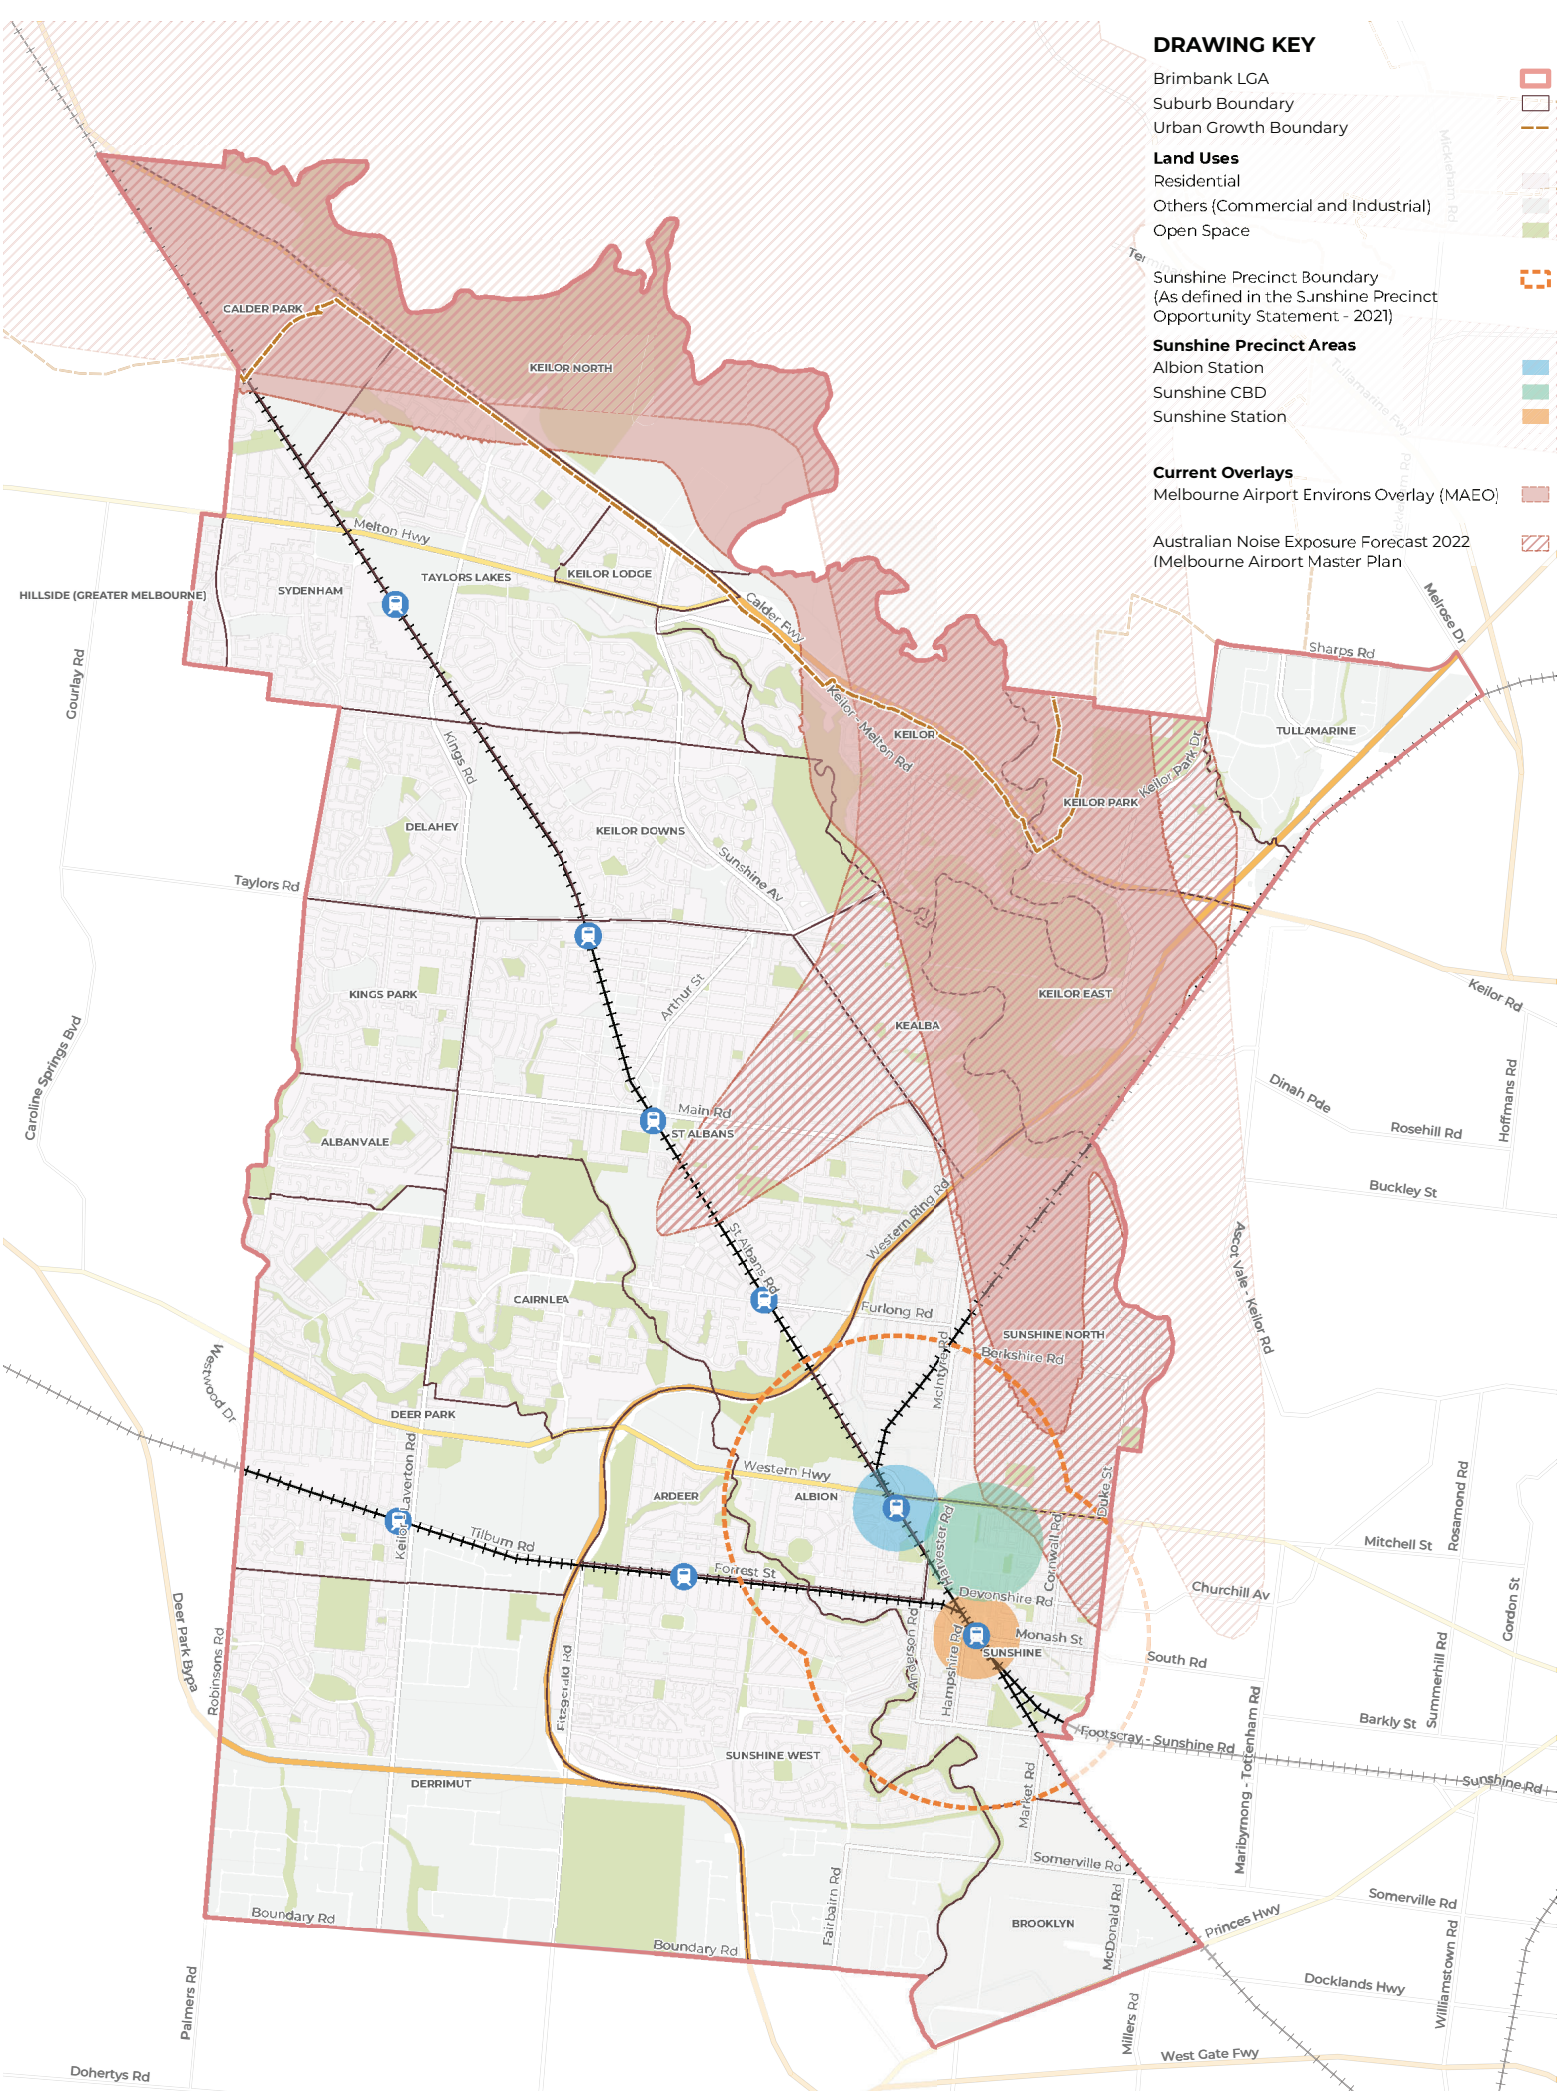 DRAWING KEY
Brimbank LGA
Suburb Boundary
Urban Growth Boundary
Land Uses
Residential
Others (Commercial and Industrial)
Open Space
Sunshine Precinct Boundary
(As defined in the Sunshine Precinct
Opportunity Statement - 2021)
Sunshine Precinct Areas
Albion Station
Sunshine CBD
Sunshine Station
Current Overlays
Melbourne Airport Environs Overlay (MAEO)
Australian Noise Exposure Forecast 2022
(Melbourne Airport Master Plan
Mickleham Rd
Tullamarine Fwy
CALDER PARK
KEILOR NORTH
Melton Hwy
TAYLORS LAKES
KEILOR LODGE
SYDENHAM
HILLSIDE (GREATER MELBOURNE)
Calder Fwy
Melrose Dr
Sharps Rd
Gourlay Rd
Keilor - Melton Rd
KEILOR
TULLAMARINE
Keilor Park Dr
KEILOR PARK
Kings Rd
DELAHEY
KEILOR DOWNS
Sunshine Av
Taylors Rd
KINGS PARK
Arthur St
KEILOR EAST
Keilor Rd
KEALBA
Caroline Springs Bvd
Dinah Pde
Hoffmans Rd
Main Rd
ST ALBANS
Rosehill Rd
ALBANVALE
Buckley St
Western Ring Rd
St Albans Rd
Ascot Vale - Keilor Rd
CAIRNLEA
Furlong Rd
SUNSHINE NORTH
Berkshire Rd
McIntyre Rd
Westwood Dr
DEER PARK
Western Hwy
ARDEER
ALBION
Duke St
Rosamond Rd
Harvester Rd
Cornwall Rd
Tilburn Rd
Mitchell St
Forrest St
Devonshire Rd
Churchill Av
Gordon St
Deer Park Bypa
Robinsons Rd
Anderson Rd
Hampshire Rd
Monash St
SUNSHINE
South Rd
Summerhill Rd
Fitzgerald Rd
Maribyrnong - Tottenham Rd
Barkly St
Footscray - Sunshine Rd
SUNSHINE WEST
DERRIMUT
Market Rd
Sunshine Rd
Somerville Rd
Fairbairn Rd
McDonald Rd
Somerville Rd
Boundary Rd
BROOKLYN
Princes Hwy
Boundary Rd
Williamstown Rd
Docklands Hwy
Palmers Rd
Millers Rd
West Gate Fwy
Dohertys Rd